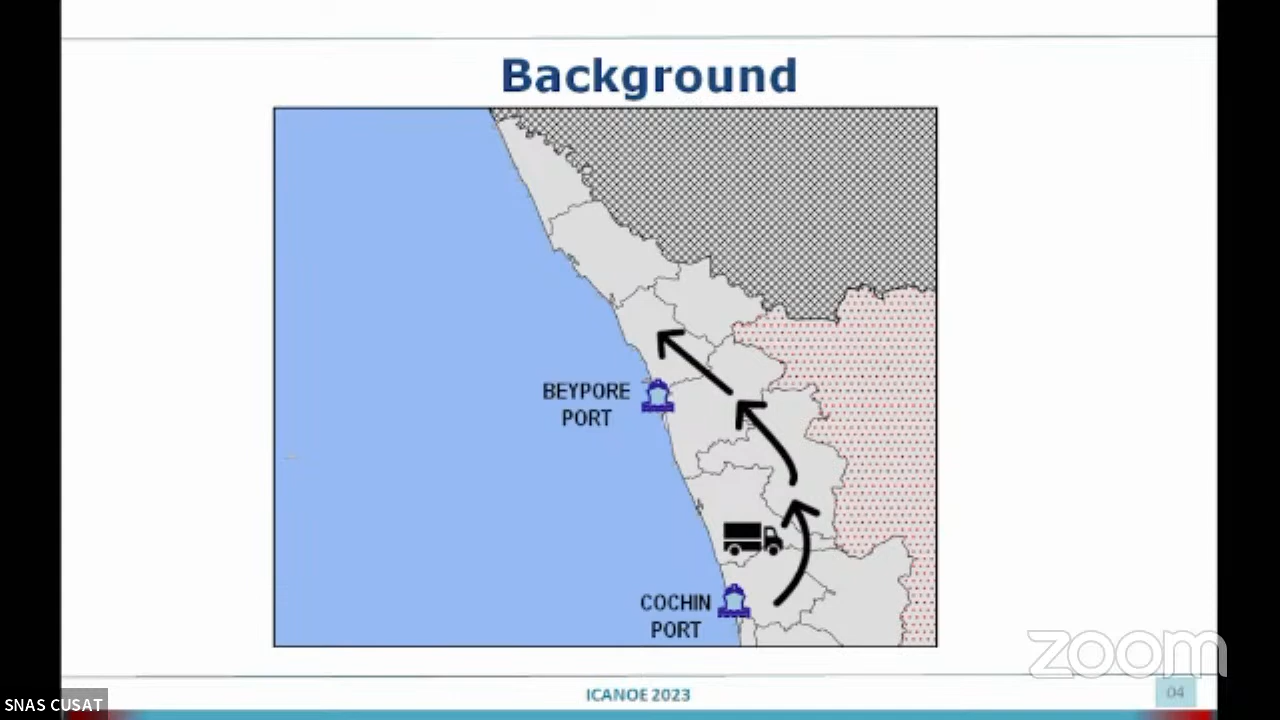 Background
BEYPORE
PORT
COCHIN
PORT
zoom
ICANOE 2023
04
SNAS CUSAT